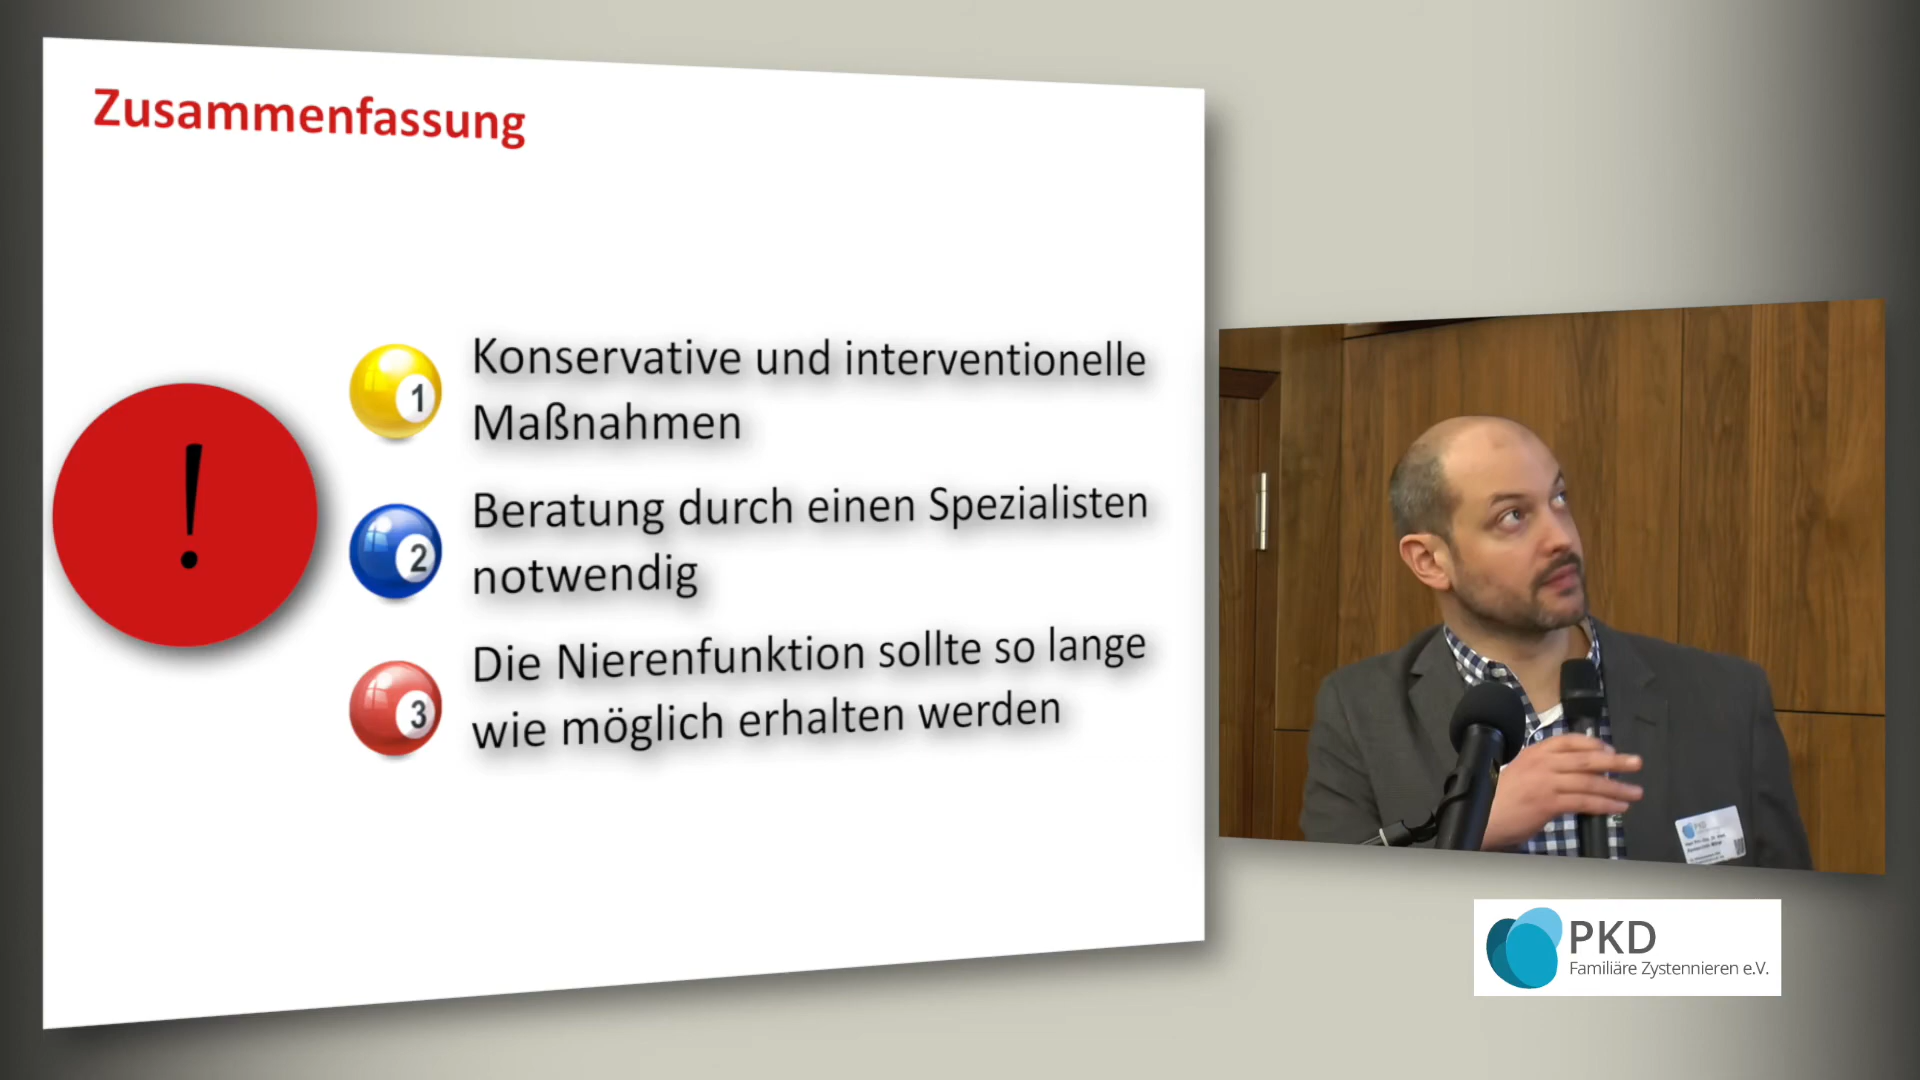 Zusammenfassung
!
1
Konservative und interventionelle
Maßnahmen
2
Beratung durch einen Spezialisten
notwendig
3
Die Nierenfunktion sollte so lange
wie möglich erhalten werden
PKD
PKD
Familiäre Zystennieren e.V.